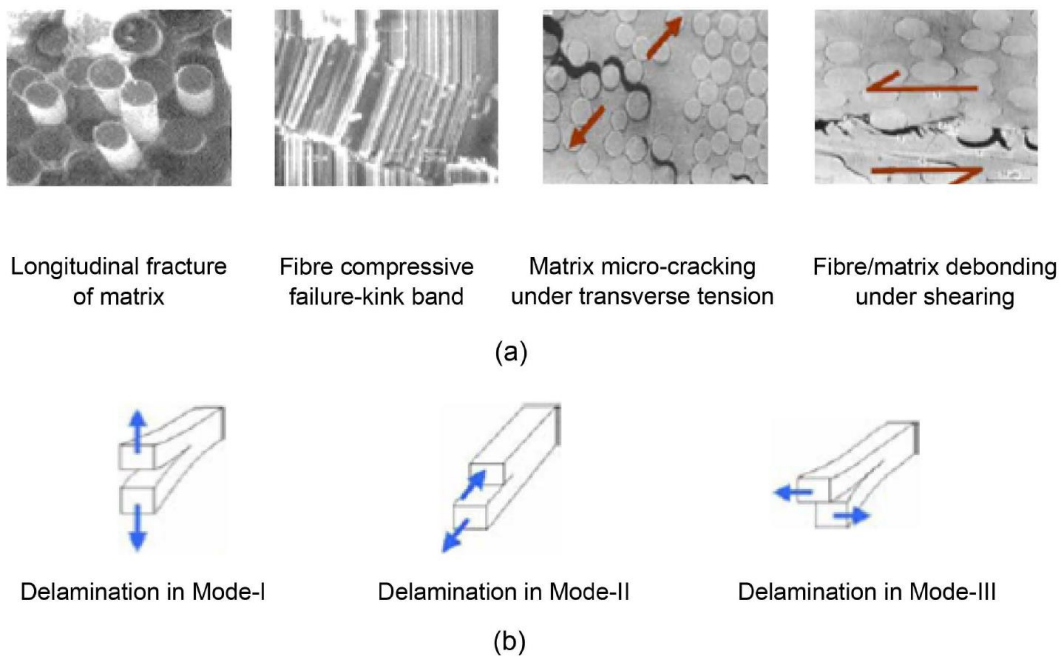 Longitudinal fracture
of matrix
Fibre compressive
failure-kink band
Matrix micro-cracking
under transverse tension
Fibre/matrix debonding
under shearing
(a)
Delamination in Mode-I
Delamination in Mode-II
Delamination in Mode-III
(b)